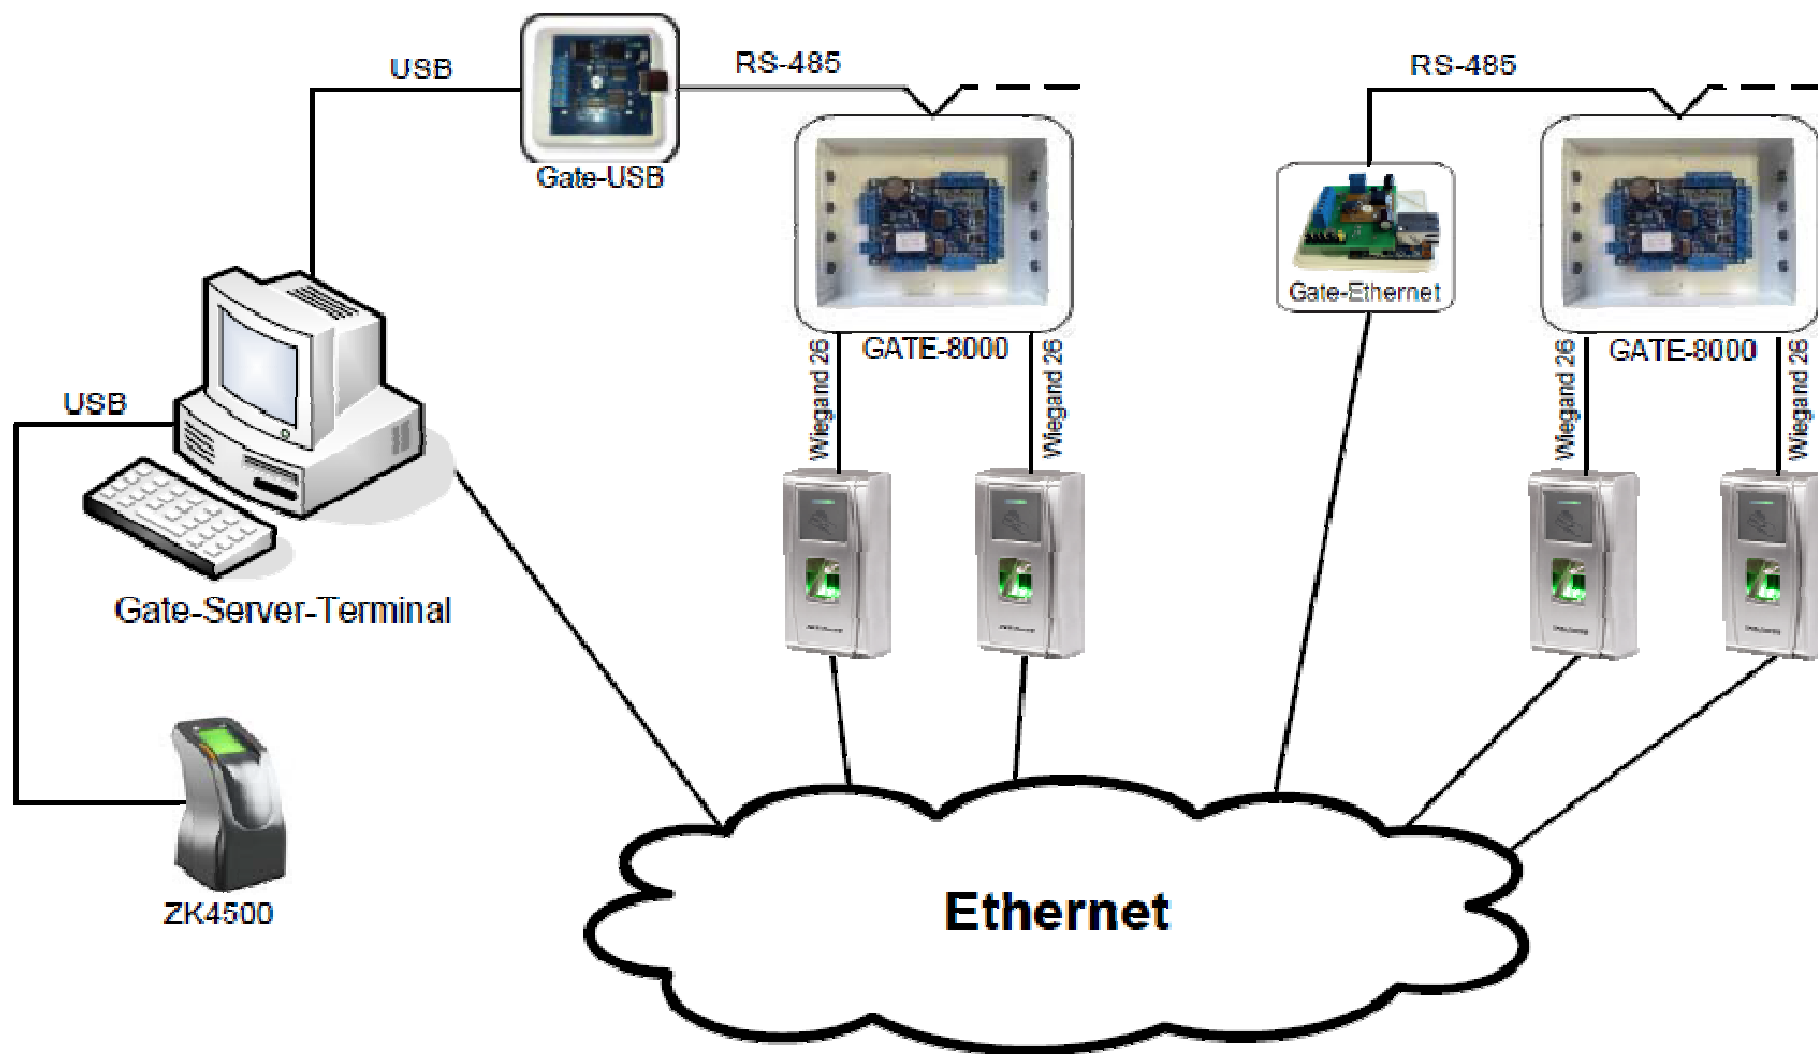 USB
RS-485
RS-485
Gate-USB
Gate-Ethernet
GATE-8000
GATE-8000
Wiegand 26
Wiegand 26
Wiegand 26
Wiegand 26
USB
Gate-Server-Terminal
ZK4500
Ethernet